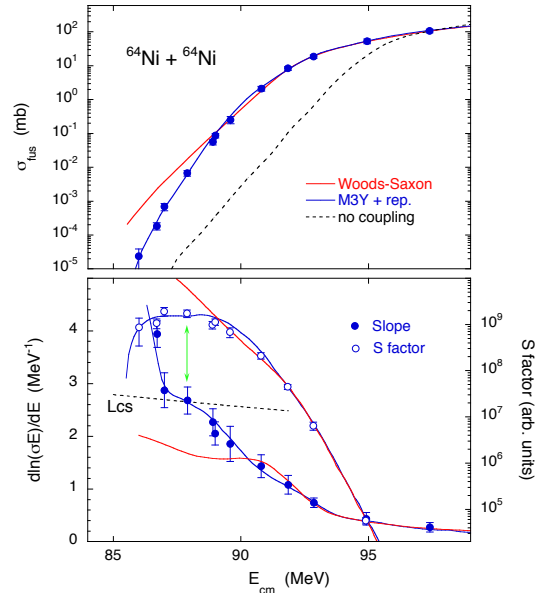 ⁶⁴Ni + ⁶⁴Ni
σfus (mb)
10²
10¹
10⁰
10⁻¹
10⁻²
10⁻³
10⁻⁴
10⁻⁵
Woods-Saxon
M3Y + rep.
no coupling
dln(σE)/dE (MeV⁻¹)
4
3
2
1
0
Slope
S factor
Lcs
S factor (arb. units)
10⁹
10⁸
10⁷
10⁶
10⁵
85 90 95
Ecm (MeV)